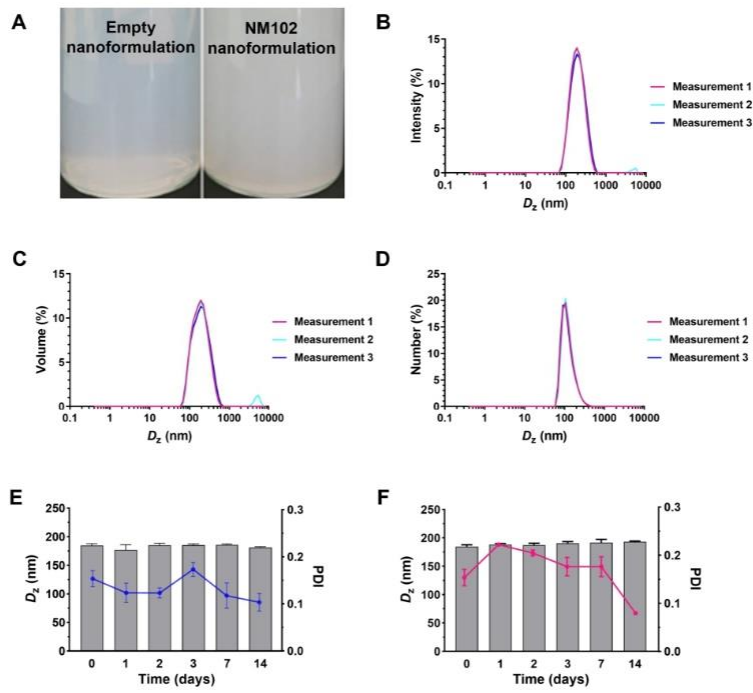 A
Empty
nanoformulation
NM102
nanoformulation
B
15
10
5
0
Intensity (%)
0.1 1 10 100 1000 10000
Dz (nm)
Measurement 1
Measurement 2
Measurement 3
C
15
10
5
0
Volume (%)
0.1 1 10 100 1000 10000
Dz (nm)
Measurement 1
Measurement 2
Measurement 3
D
25
20
15
10
5
0
Number (%)
0.1 1 10 100 1000 10000
Dz (nm)
Measurement 1
Measurement 2
Measurement 3
E
250
200
150
100
50
0
Dz (nm)
0.3
0.2
0.1
0.0
PDI
0 1 2 3 7 14
Time (days)
F
250
200
150
100
50
0
Dz (nm)
0.3
0.2
0.1
0.0
PDI
0 1 2 3 7 14
Time (days)